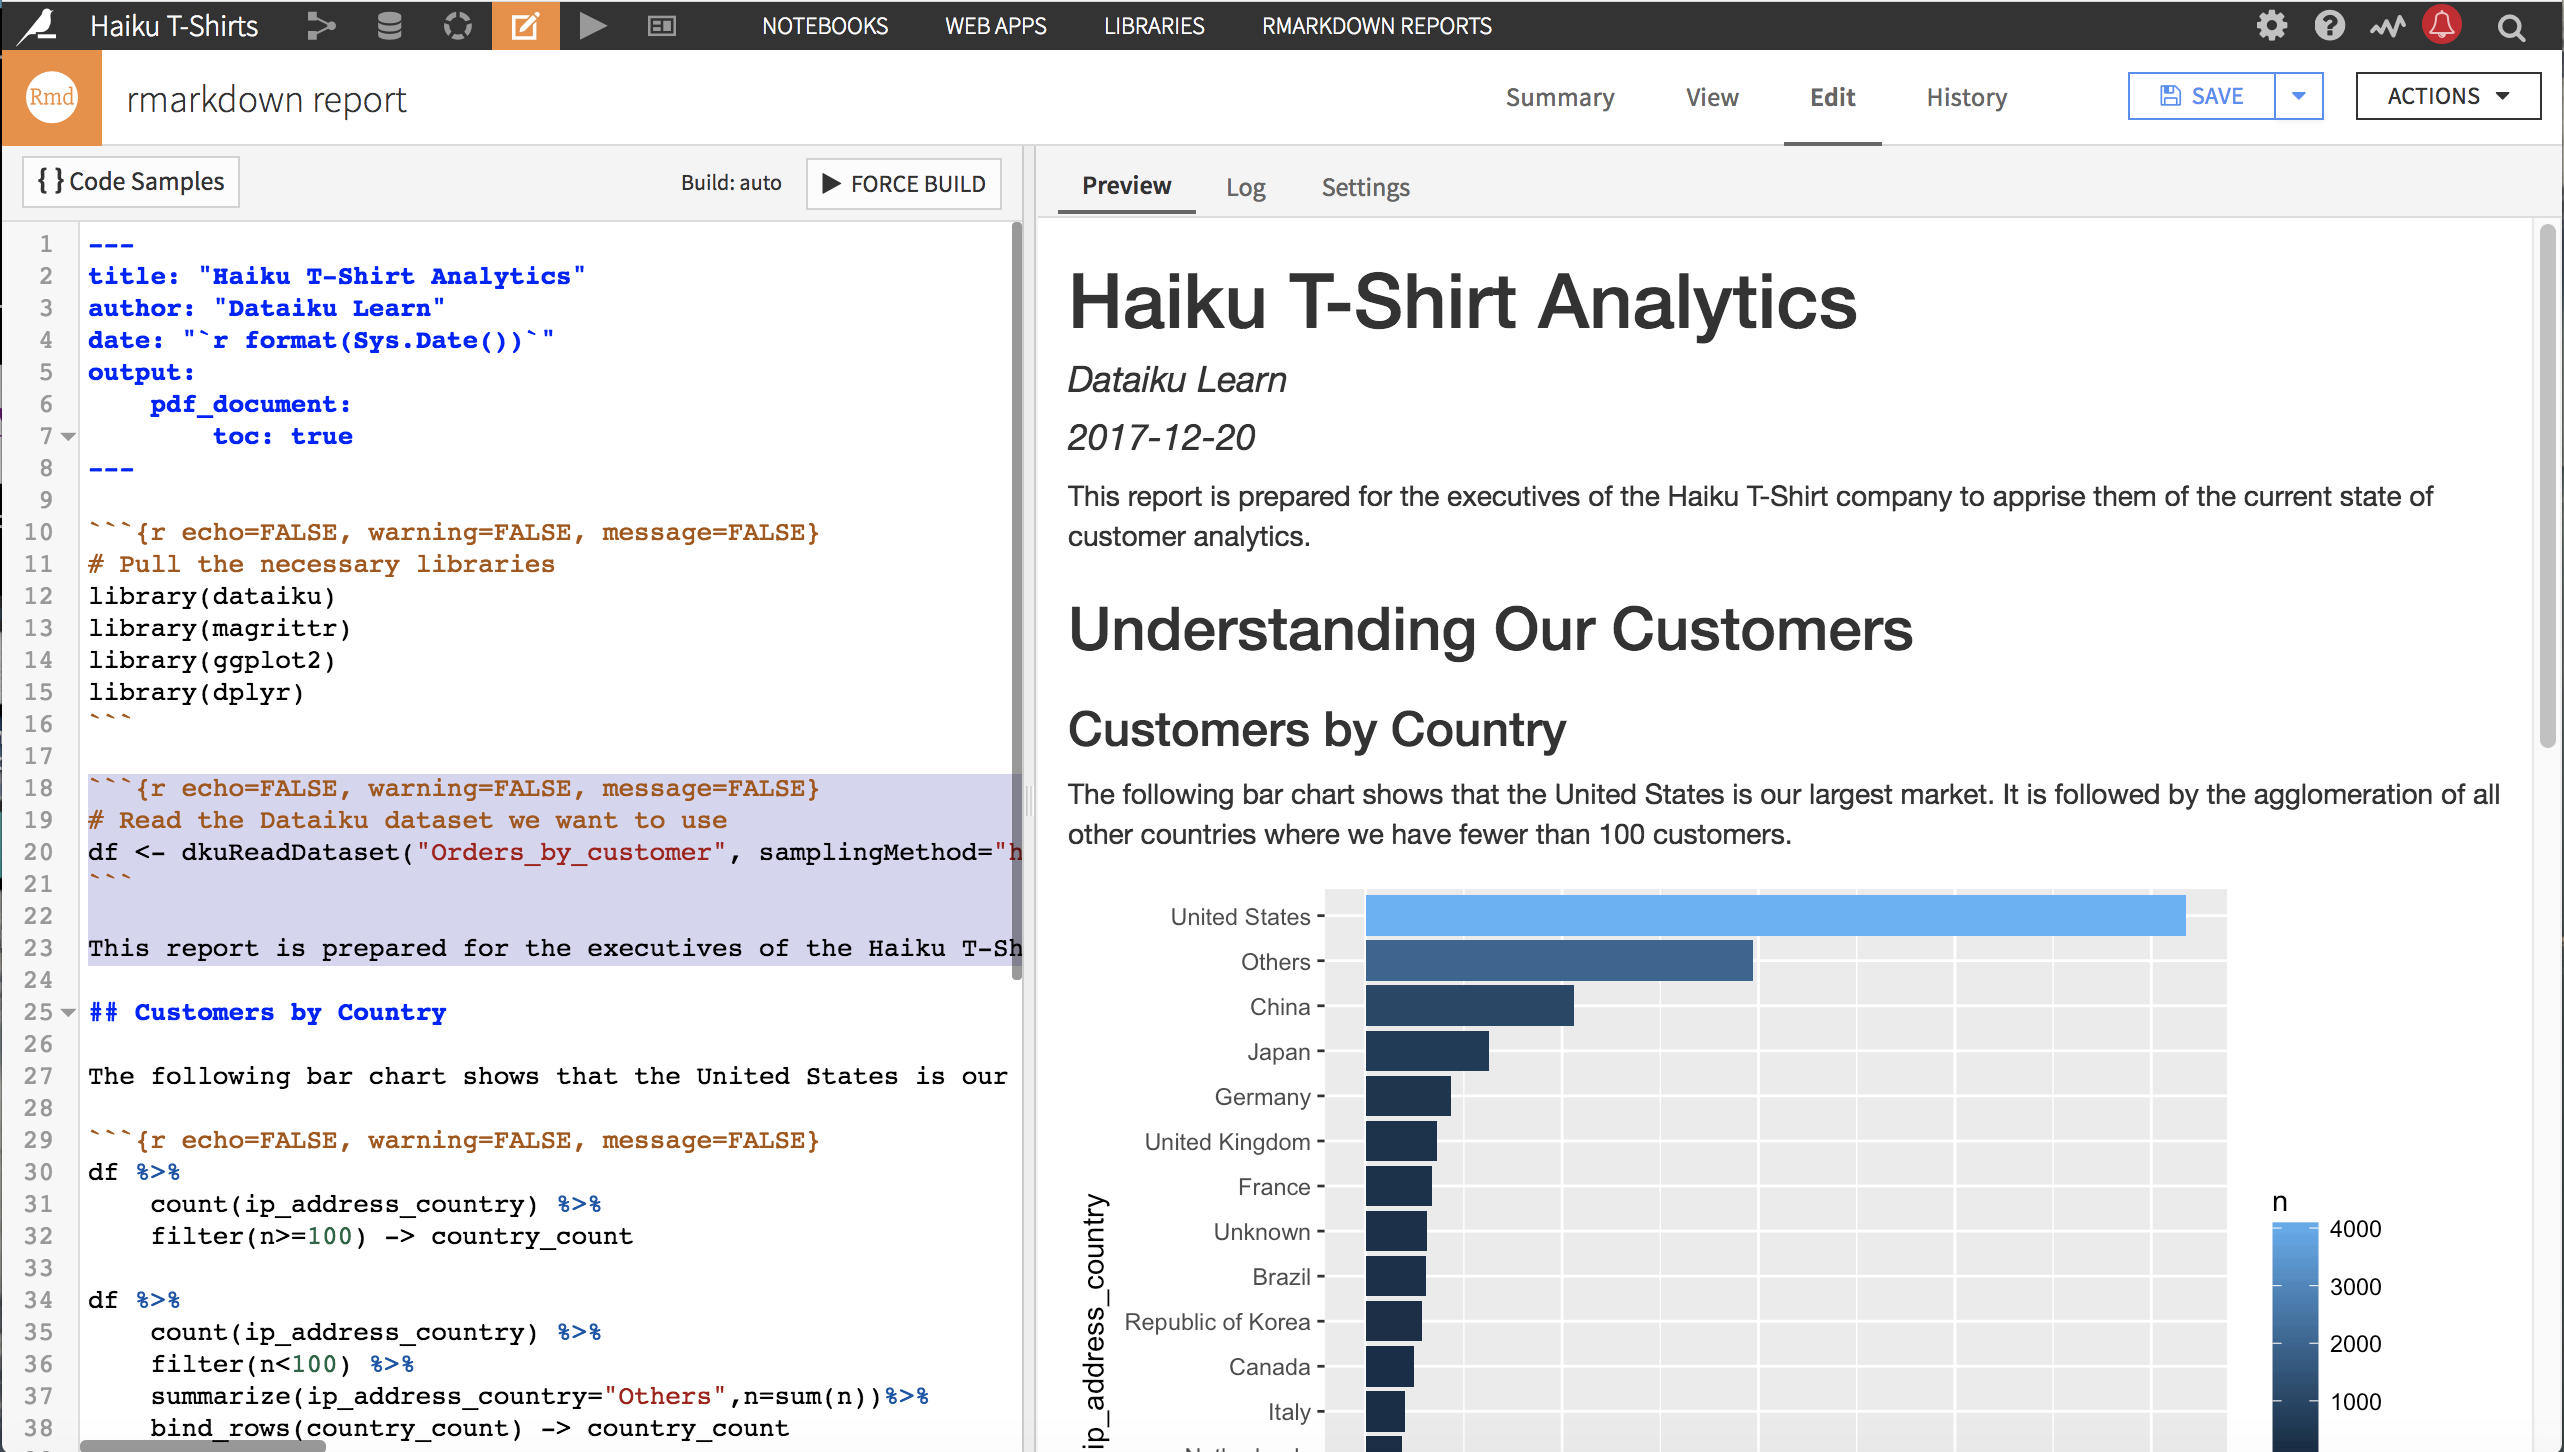 Haiku T-Shirts
NOTEBOOKS
WEB APPS
LIBRARIES
RMARKDOWN REPORTS
Rmd
rmarkdown report
Summary
View
Edit
History
SAVE
ACTIONS
{ } Code Samples
Build: auto
FORCE BUILD
1 ---
2 title: "Haiku T-Shirt Analytics"
3 author: "Dataiku Learn"
4 date: "`r format(Sys.Date())`"
5 output:
6     pdf_document:
7         toc: true
8 ---
9
10 ```{r echo=FALSE, warning=FALSE, message=FALSE}
11 # Pull the necessary libraries
12 library(dataiku)
13 library(magrittr)
14 library(ggplot2)
15 library(dplyr)
16 ```
17
18 ```{r echo=FALSE, warning=FALSE, message=FALSE}
19 # Read the Dataiku dataset we want to use
20 df <- dkuReadDataset("Orders_by_customer", samplingMethod="h
21 ```
22
23 This report is prepared for the executives of the Haiku T-Sh
24
25 ## Customers by Country
26
27 The following bar chart shows that the United States is our
28
29 ```{r echo=FALSE, warning=FALSE, message=FALSE}
30 df %>%
31     count(ip_address_country) %>%
32     filter(n>=100) -> country_count
33
34 df %>%
35     count(ip_address_country) %>%
36     filter(n<100) %>%
37     summarize(ip_address_country="Others",n=sum(n))%>%
38     bind_rows(country_count) -> country_count
Preview
Log
Settings
Haiku T-Shirt Analytics
Dataiku Learn
2017-12-20
This report is prepared for the executives of the Haiku T-Shirt company to apprise them of the current state of
customer analytics.
Understanding Our Customers
Customers by Country
The following bar chart shows that the United States is our largest market. It is followed by the agglomeration of all
other countries where we have fewer than 100 customers.
United States
Others
China
Japan
Germany
United Kingdom
France
Unknown
Brazil
Republic of Korea
Canada
Italy
ip_address_country
n
4000
3000
2000
1000